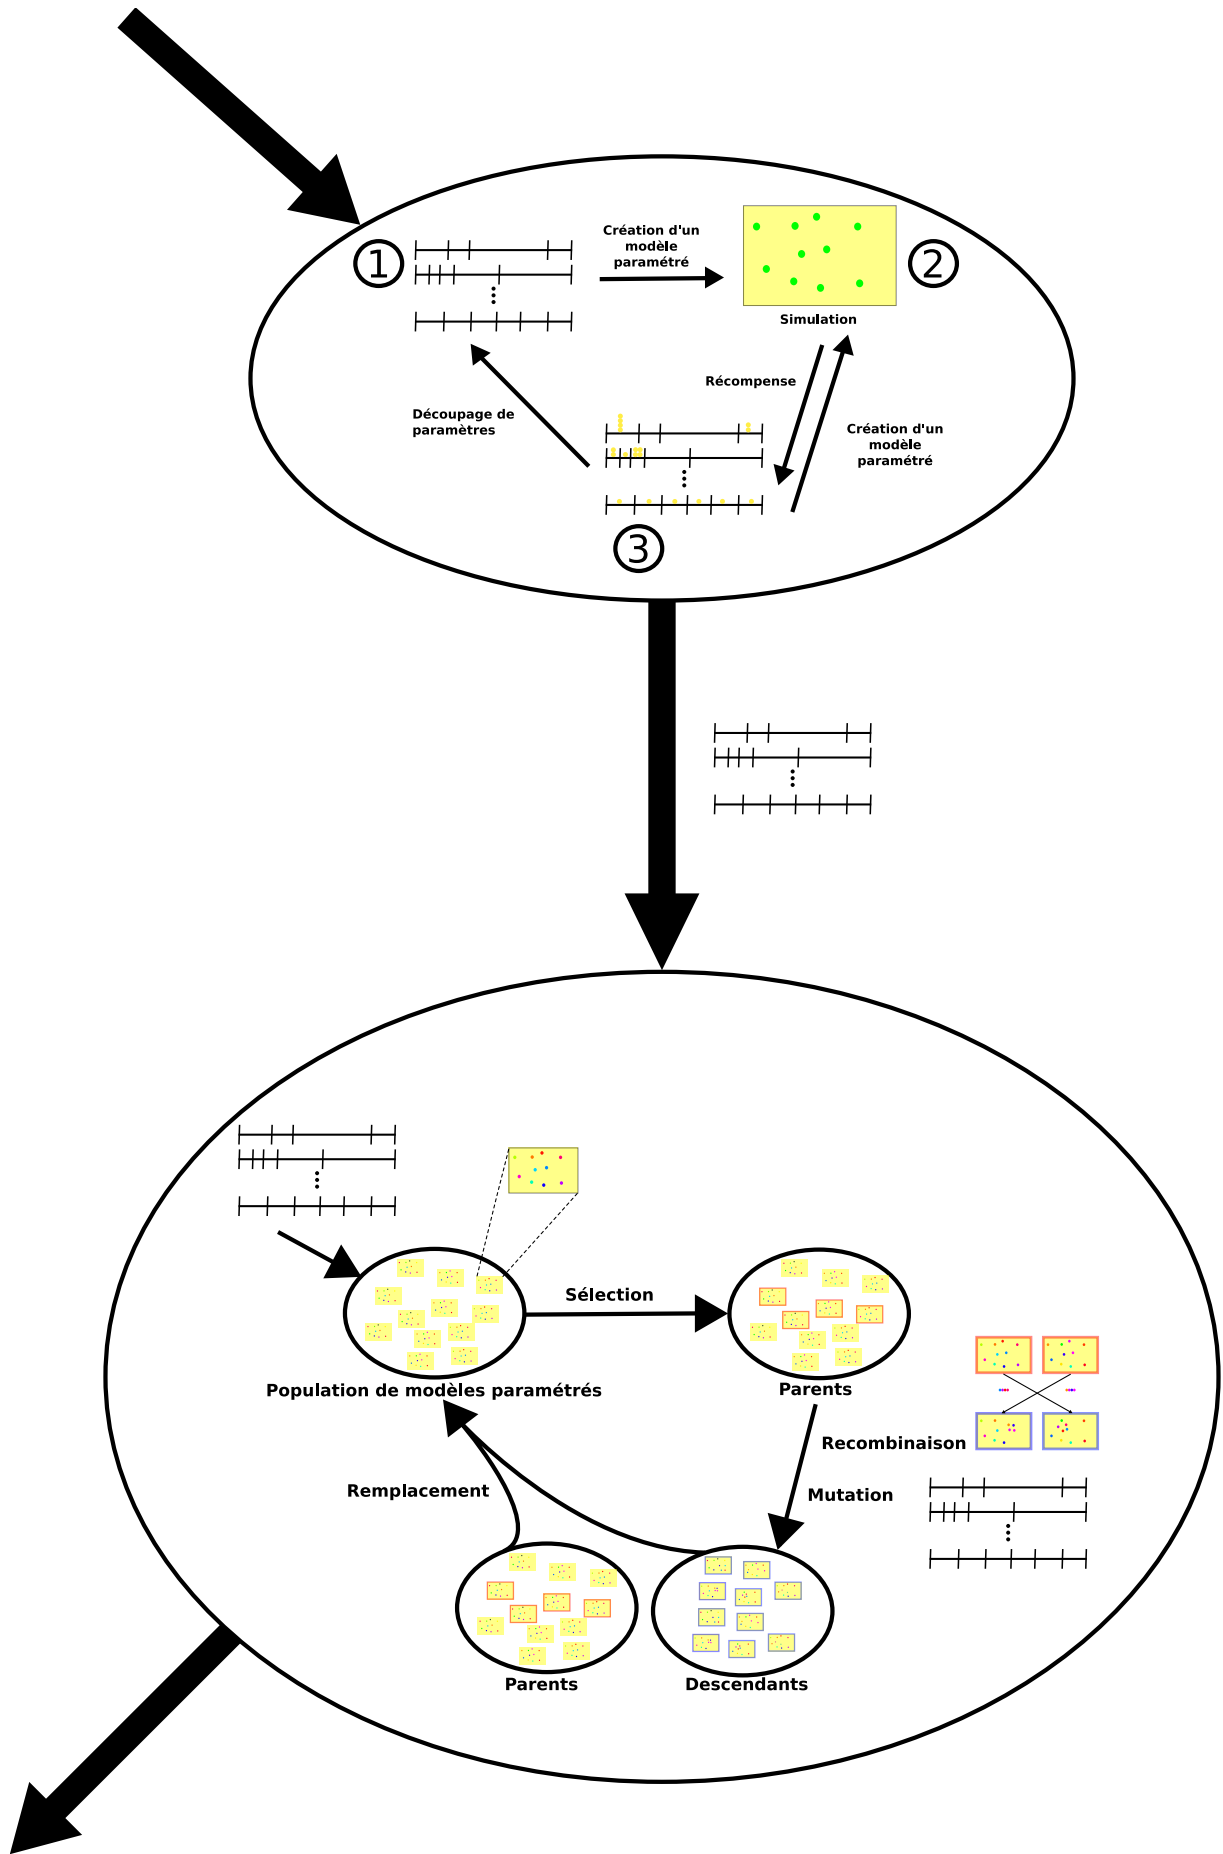 1
Création d'un
modèle
paramétré
2
Simulation
Récompense
Découpage de
paramètres
Création d'un
modèle
paramétré
3
Sélection
Population de modèles paramétrés
Parents
Recombinaison
Remplacement
Mutation
Parents
Descendants